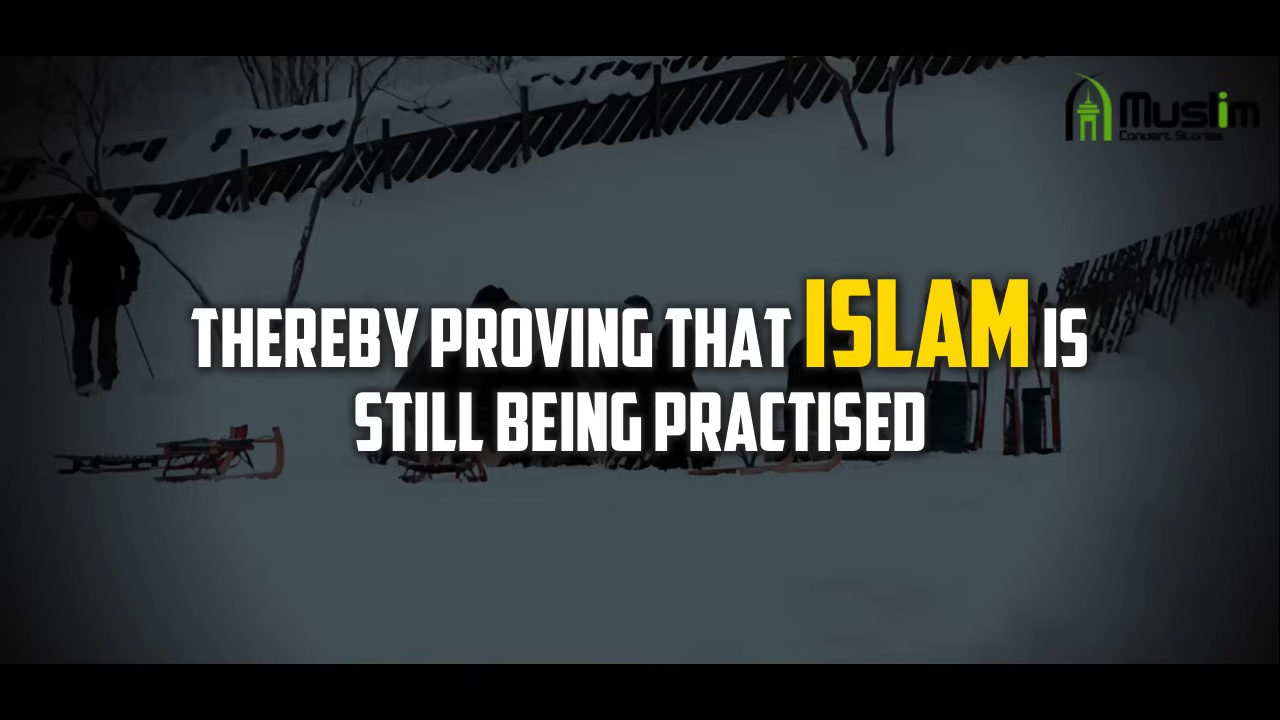 Muslim
Convert Stories
THEREBY PROVING THAT ISLAM IS
STILL BEING PRACTISED